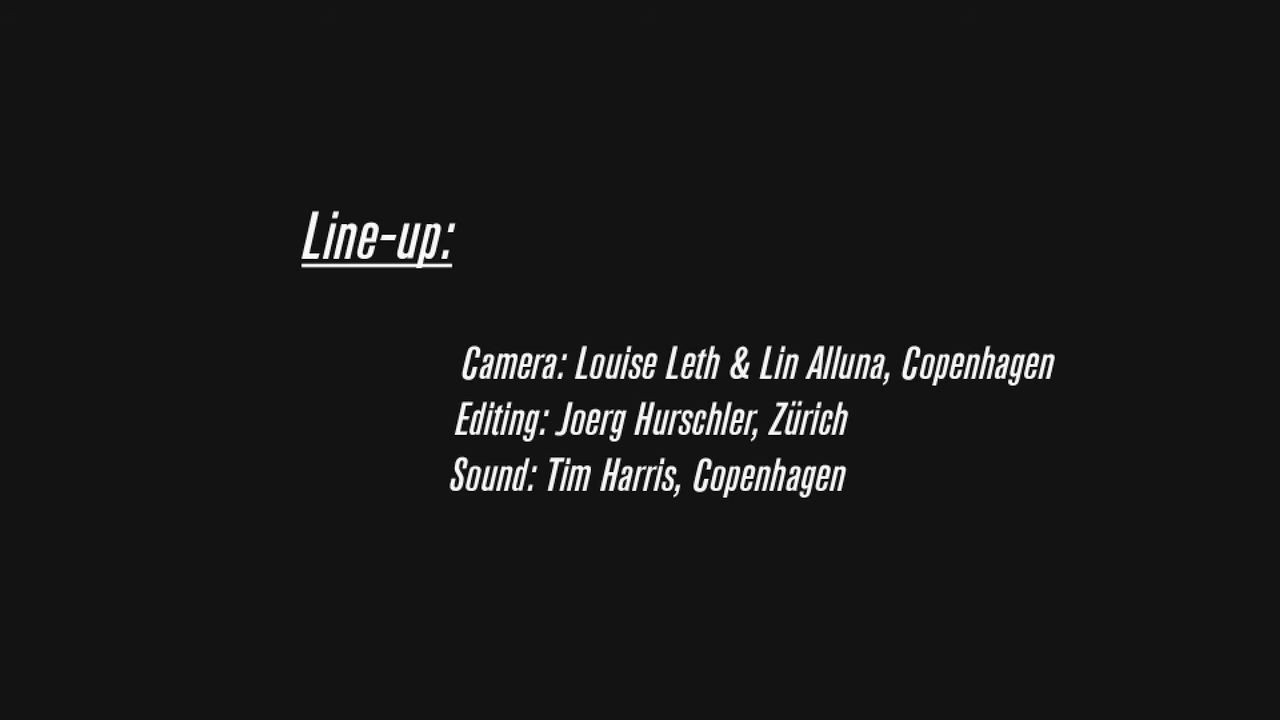 Line-up:
Camera: Louise Leth & Lin Alluna, Copenhagen
Editing: Joerg Hurschler, Zürich
Sound: Tim Harris, Copenhagen